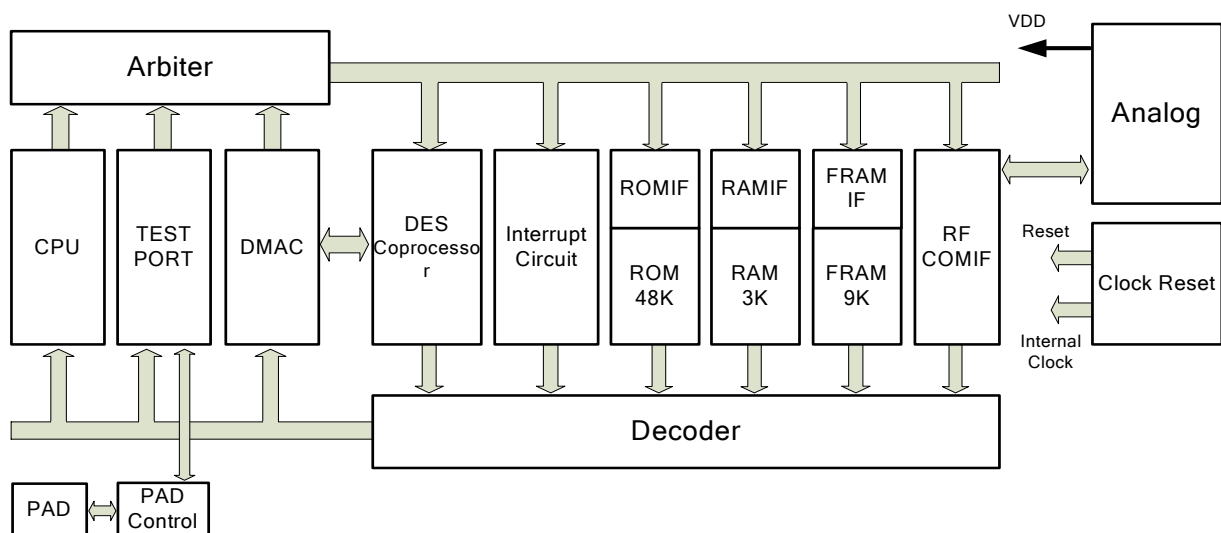 VDD
Arbiter
Analog
CPU
TEST
PORT
DMAC
DES
Coprocesso
r
Interrupt
Circuit
ROMIF
ROM
48K
RAMIF
RAM
3K
FRAM
IF
FRAM
9K
RF
COMIF
Reset
Clock Reset
Internal
Clock
Decoder
PAD
PAD
Control